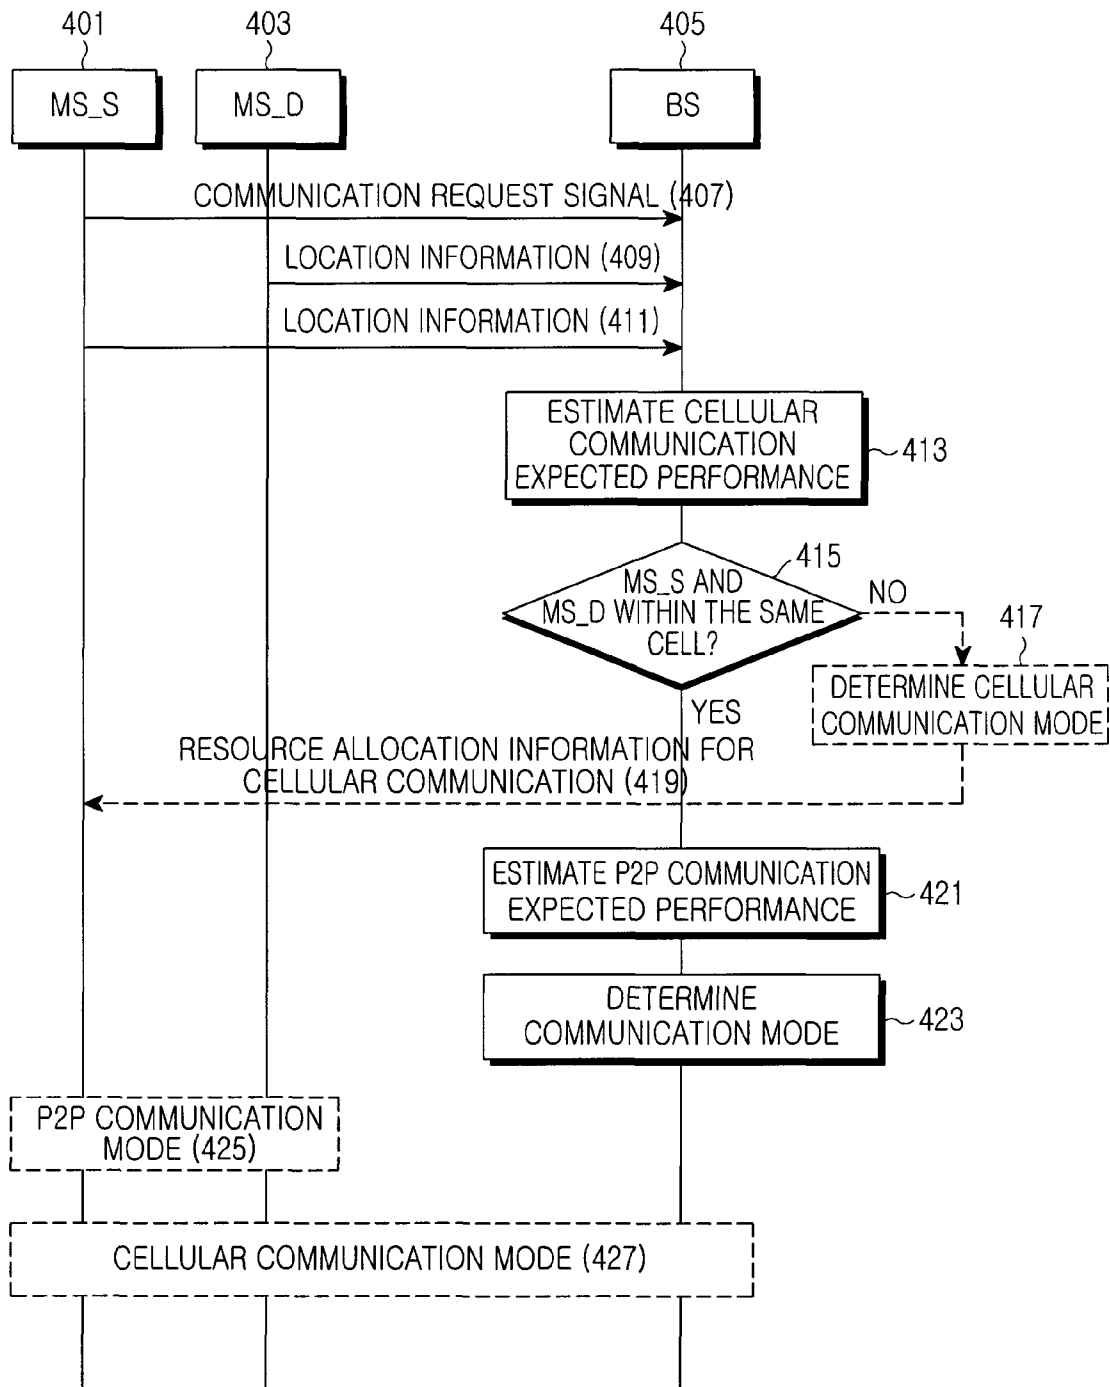 401
403
405
MS_S
MS_D
BS
COMMUNICATION REQUEST SIGNAL (407)
LOCATION INFORMATION (409)
LOCATION INFORMATION (411)
ESTIMATE CELLULAR
COMMUNICATION
EXPECTED PERFORMANCE
413
415
MS_S AND
MS_D WITHIN THE SAME
CELL?
NO
417
DETERMINE CELLULAR
COMMUNICATION MODE
YES
RESOURCE ALLOCATION INFORMATION FOR
CELLULAR COMMUNICATION (419)
ESTIMATE P2P COMMUNICATION
EXPECTED PERFORMANCE
421
DETERMINE
COMMUNICATION MODE
423
P2P COMMUNICATION
MODE (425)
CELLULAR COMMUNICATION MODE (427)